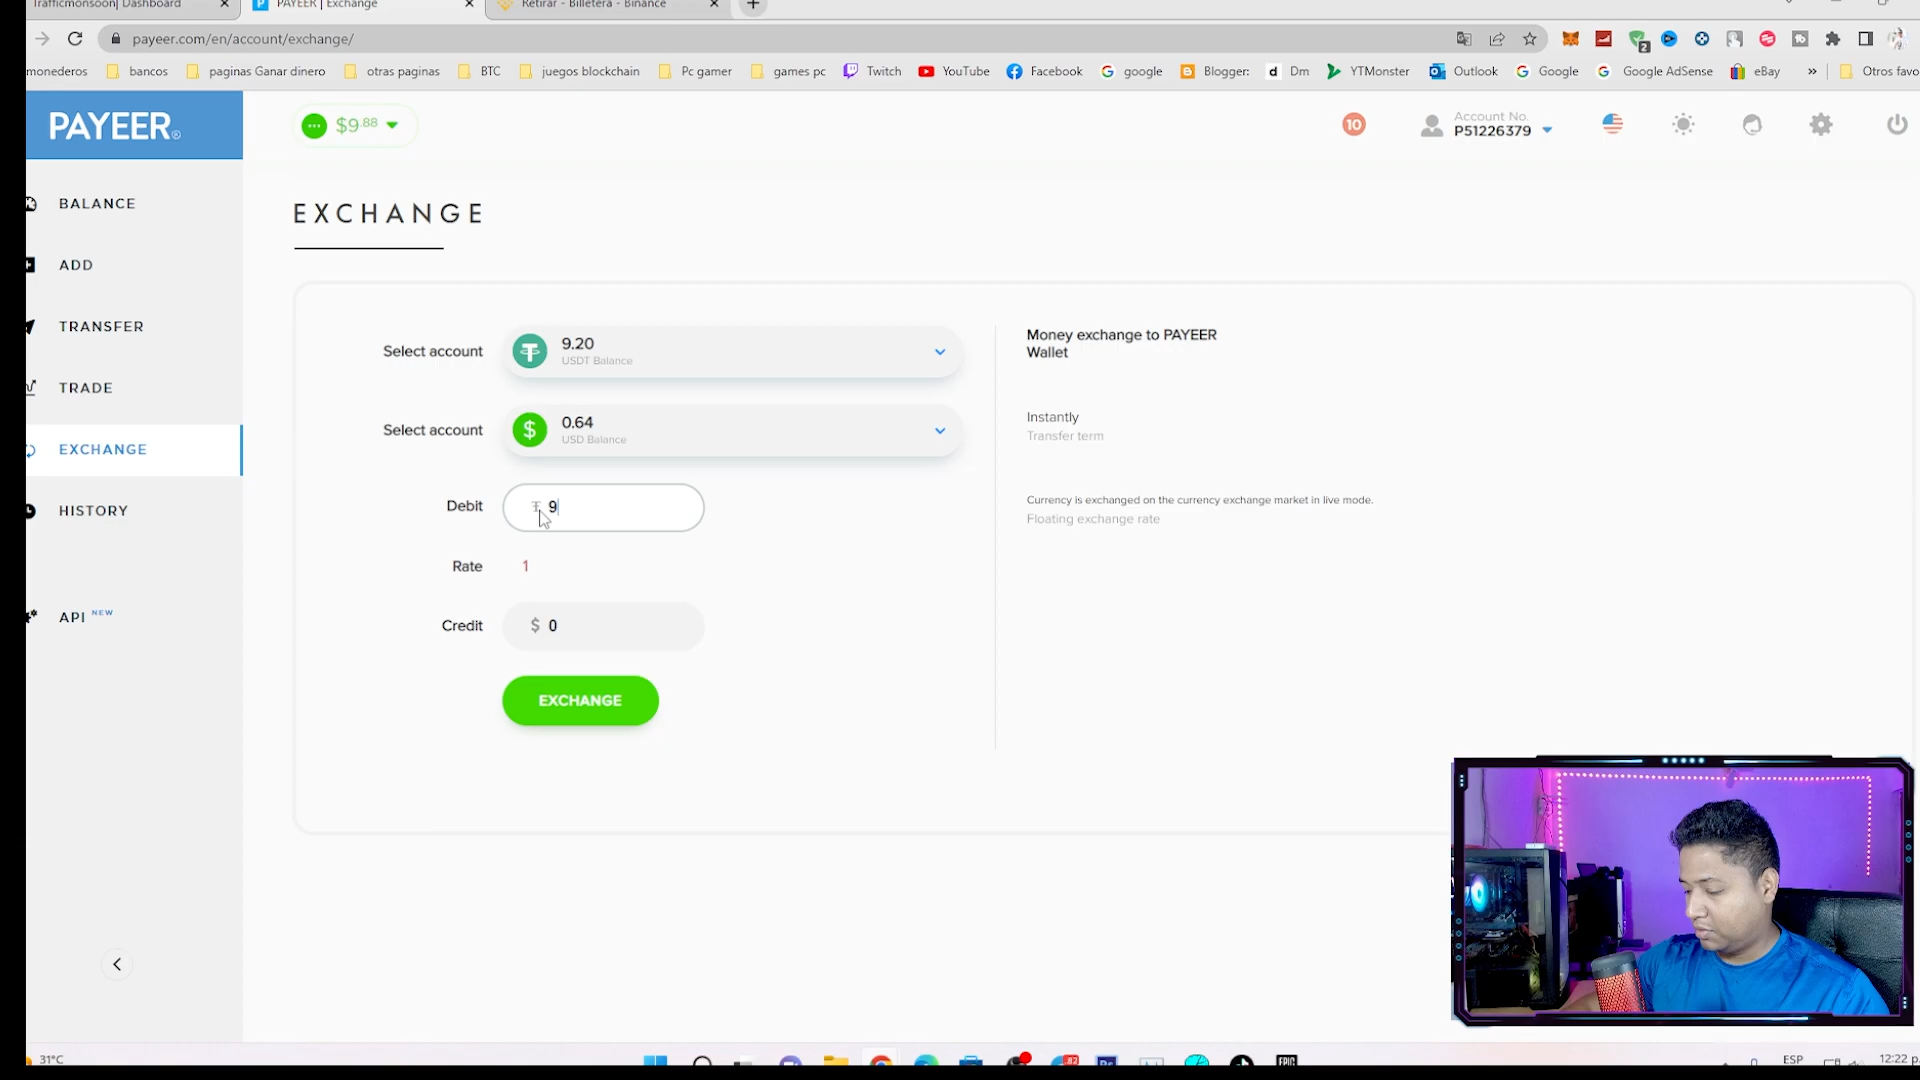 Trafficmonsoon| Dashboard
PAYEER | Exchange
Retirar - Billetera - Binance
payeer.com/en/account/exchange/
2
monederos
bancos
paginas Ganar dinero
otras paginas
BTC
juegos blockchain
Pc gamer
games pc
Twitch
YouTube
Facebook
google
Blogger:
Dm
YTMonster
Outlook
Google
Google AdSense
eBay
»
Otros favo
PAYEER®
$9.88
10
Account No.
P51226379
BALANCE
ADD
TRANSFER
TRADE
EXCHANGE
HISTORY
API NEW
EXCHANGE
Select account
9.20
USDT Balance
Select account
0.64
USD Balance
Debit
₮ 9
Rate
1
Credit
$ 0
EXCHANGE
Money exchange to PAYEER
Wallet
Instantly
Transfer term
Currency is exchanged on the currency exchange market in live mode.
Floating exchange rate
31°C
82
EPIC
ESP
12:22 p.